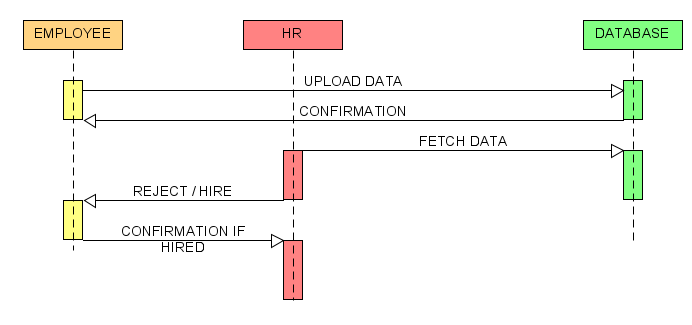 EMPLOYEE
HR
DATABASE
UPLOAD DATA
CONFIRMATION
FETCH DATA
REJECT / HIRE
CONFIRMATION IF
HIRED